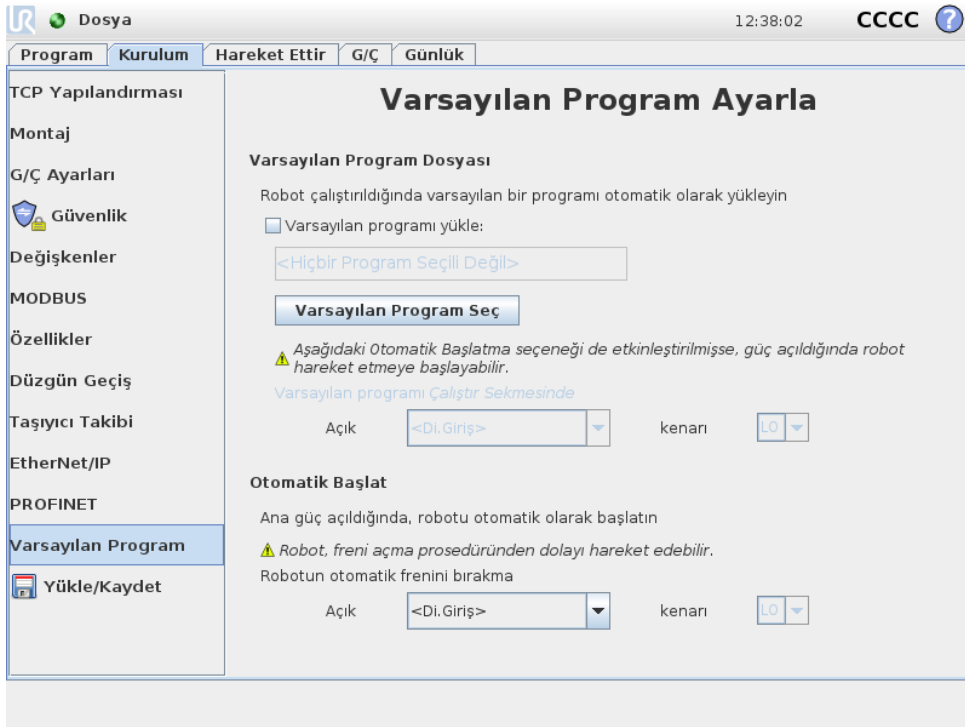 UR Dosya 12:38:02 CCCC ?
Program Kurulum Hareket Ettir G/Ç Günlük
TCP Yapılandırması
Montaj
G/Ç Ayarları
Güvenlik
Değişkenler
MODBUS
Özellikler
Düzgün Geçiş
Taşıyıcı Takibi
EtherNet/IP
PROFINET
Varsayılan Program
Yükle/Kaydet
Varsayılan Program Ayarla
Varsayılan Program Dosyası
Robot çalıştırıldığında varsayılan bir programı otomatik olarak yükleyin
Varsayılan programı yükle:
<Hiçbir Program Seçili Değil>
Varsayılan Program Seç
Aşağıdaki Otomatik Başlatma seçeneği de etkinleştirilmişse, güç açıldığında robot
hareket etmeye başlayabilir.
Varsayılan programı Çalıştır Sekmesinde
Açık <Di.Giriş> kenarı LO
Otomatik Başlat
Ana güç açıldığında, robotu otomatik olarak başlatın
Robot, freni açma prosedüründen dolayı hareket edebilir.
Robotun otomatik frenini bırakma
Açık <Di.Giriş> kenarı LO